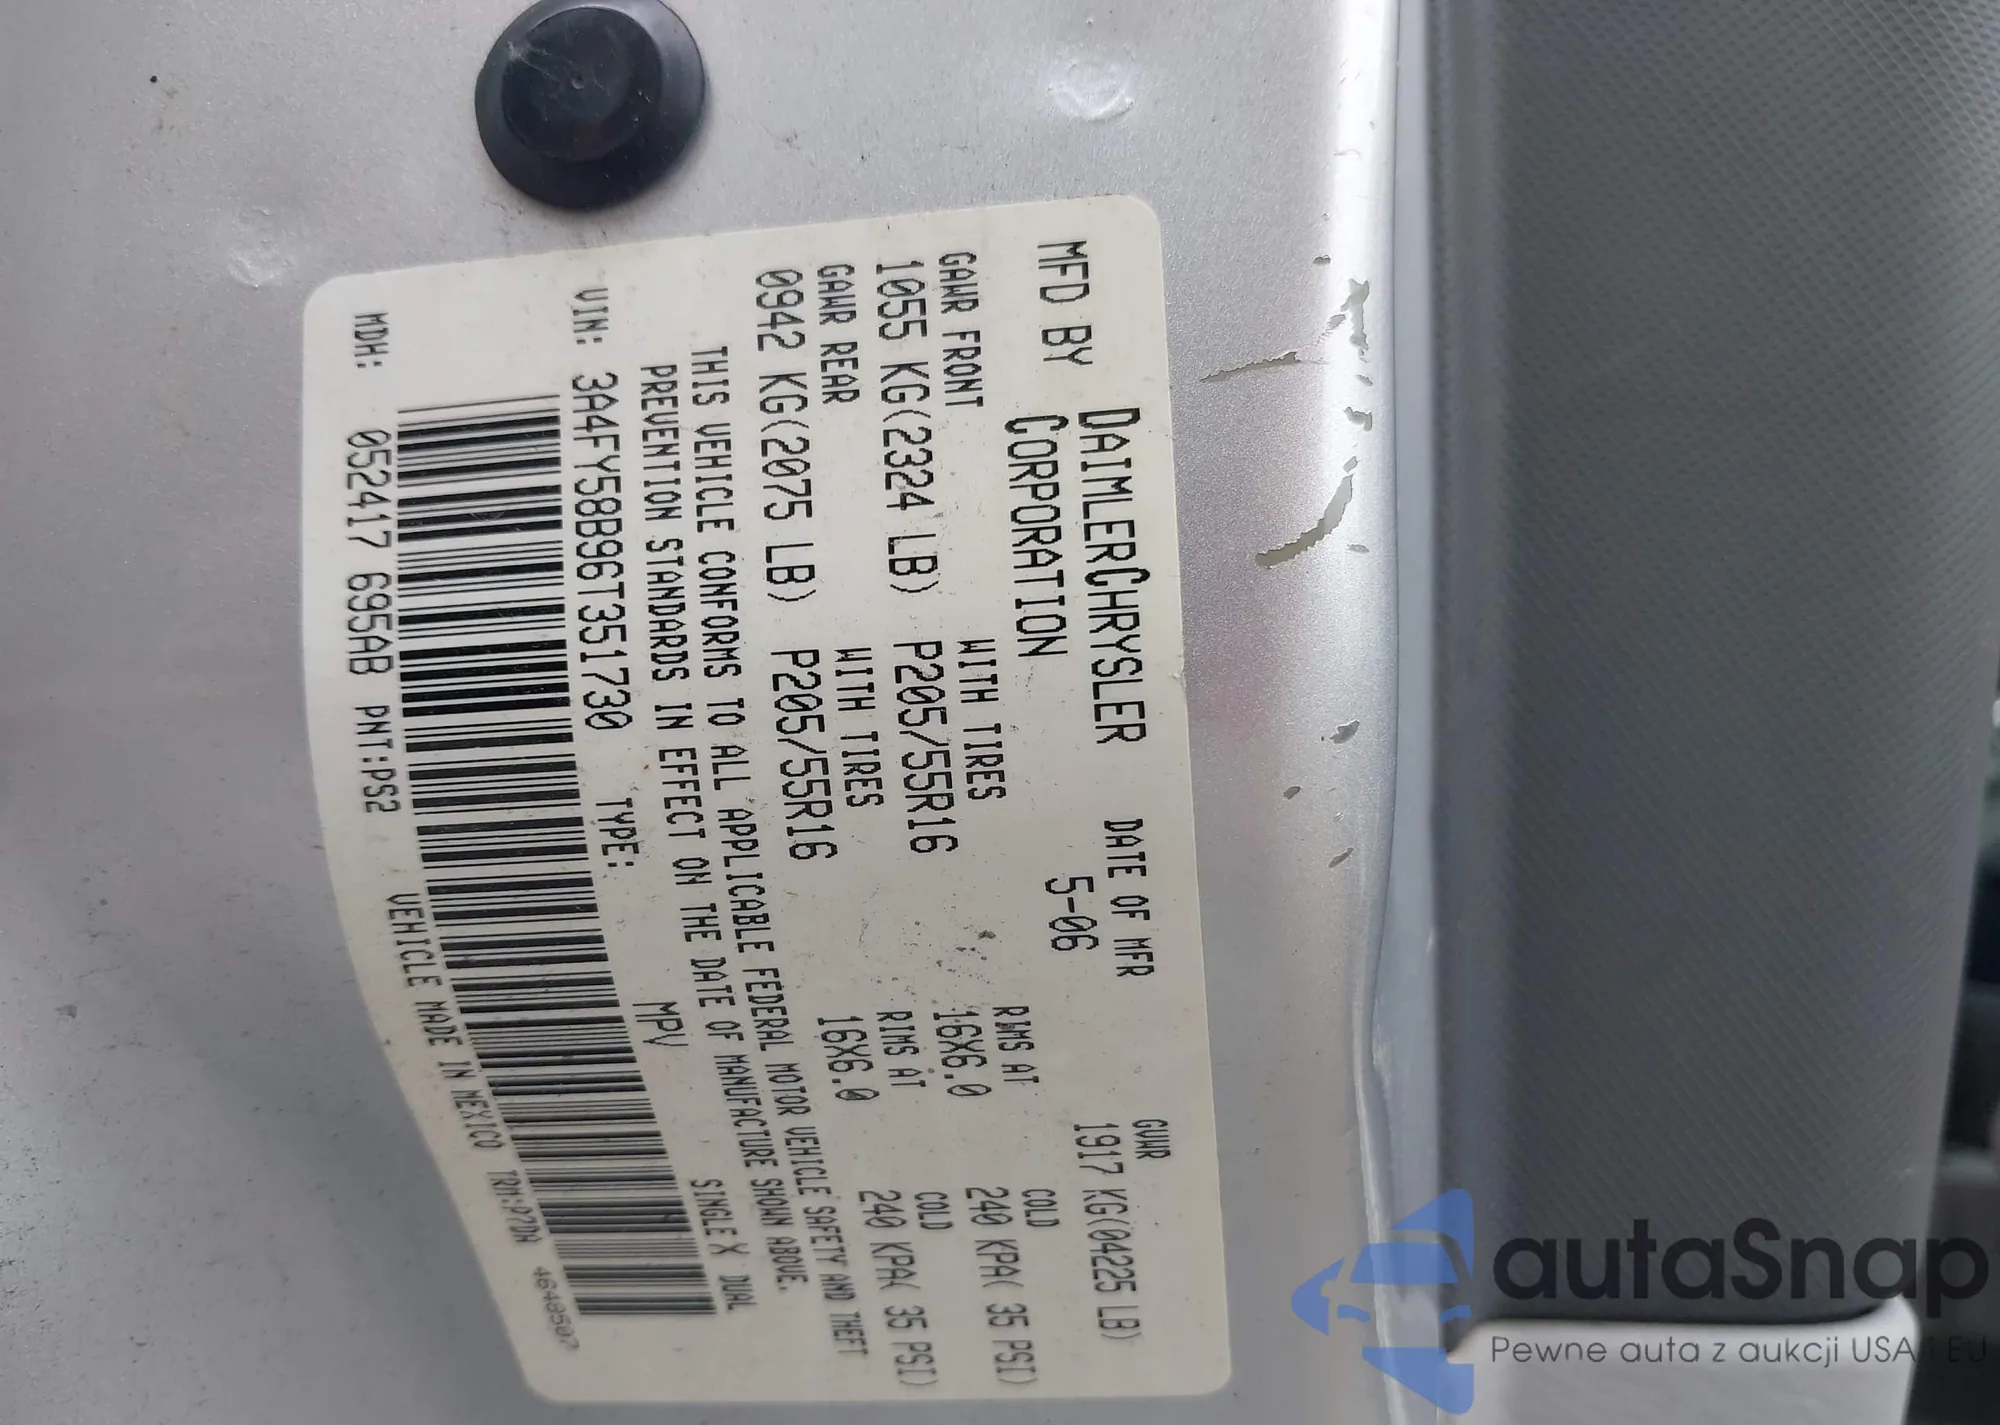 MFD BY DAIMLERCHRYSLER CORPORATION DATE OF MFR 5-06 GVWR 1917 KG(04225 LB)
GAWR FRONT WITH TIRES RIMS AT COLD
1055 KG(2324 LB) P205/55R16 16X6.0 240 KPA( 35 PSI)
GAWR REAR WITH TIRES RIMS AT COLD
0942 KG(2075 LB) P205/55R16 16X6.0 240 KPA( 35 PSI)
THIS VEHICLE CONFORMS TO ALL APPLICABLE FEDERAL MOTOR VEHICLE SAFETY AND THEFT
PREVENTION STANDARDS IN EFFECT ON THE DATE OF MANUFACTURE SHOWN ABOVE.
VIN: 3A4FY58B96T351730 TYPE: MPV SINGLE X DUAL
MDH: 052417 695AB PNT:PS2 VEHICLE MADE IN MEXICO TRM:Q7DA 4648507
autaSnap
Pewne auta z aukcji USA i EU